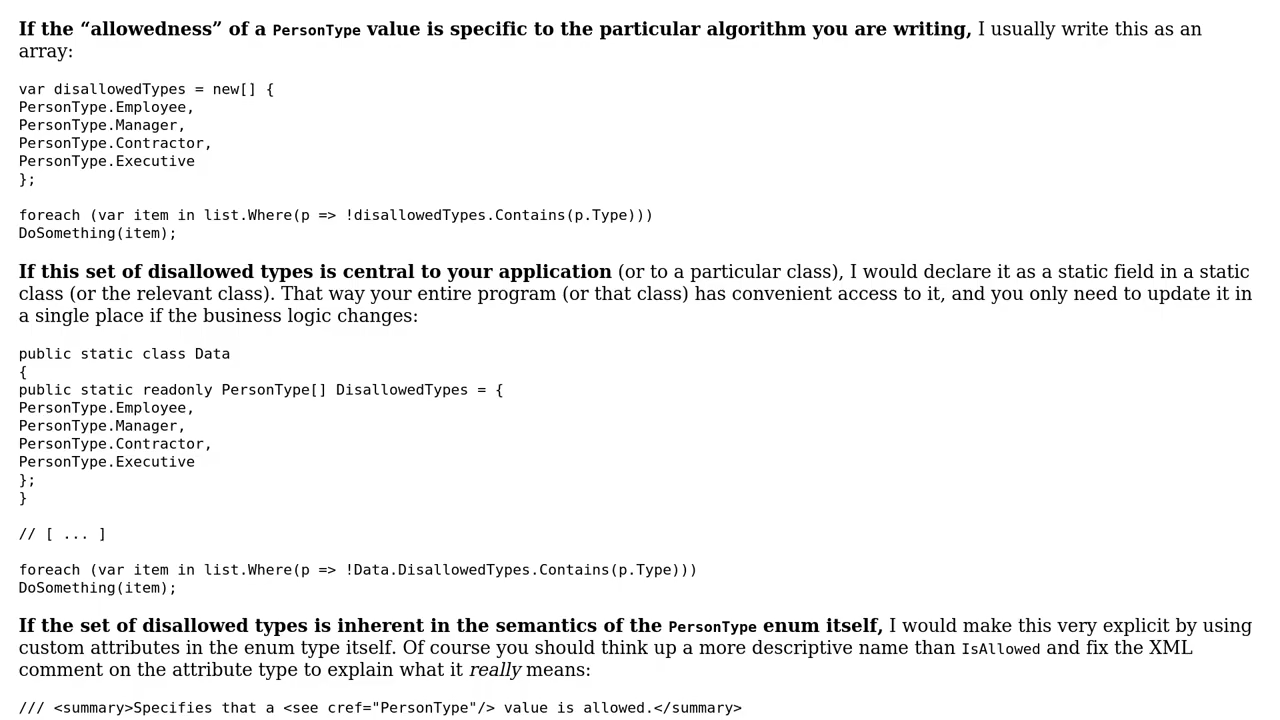 If the “allowedness” of a PersonType value is specific to the particular algorithm you are writing, I usually write this as an
array:
var disallowedTypes = new[] {
PersonType.Employee,
PersonType.Manager,
PersonType.Contractor,
PersonType.Executive
};
foreach (var item in list.Where(p => !disallowedTypes.Contains(p.Type)))
DoSomething(item);
If this set of disallowed types is central to your application (or to a particular class), I would declare it as a static field in a static
class (or the relevant class). That way your entire program (or that class) has convenient access to it, and you only need to update it in
a single place if the business logic changes:
public static class Data
{
public static readonly PersonType[] DisallowedTypes = {
PersonType.Employee,
PersonType.Manager,
PersonType.Contractor,
PersonType.Executive
};
}
// [ ... ]
foreach (var item in list.Where(p => !Data.DisallowedTypes.Contains(p.Type)))
DoSomething(item);
If the set of disallowed types is inherent in the semantics of the PersonType enum itself, I would make this very explicit by using
custom attributes in the enum type itself. Of course you should think up a more descriptive name than IsAllowed and fix the XML
comment on the attribute type to explain what it really means:
/// <summary>Specifies that a <see cref="PersonType"/> value is allowed.</summary>